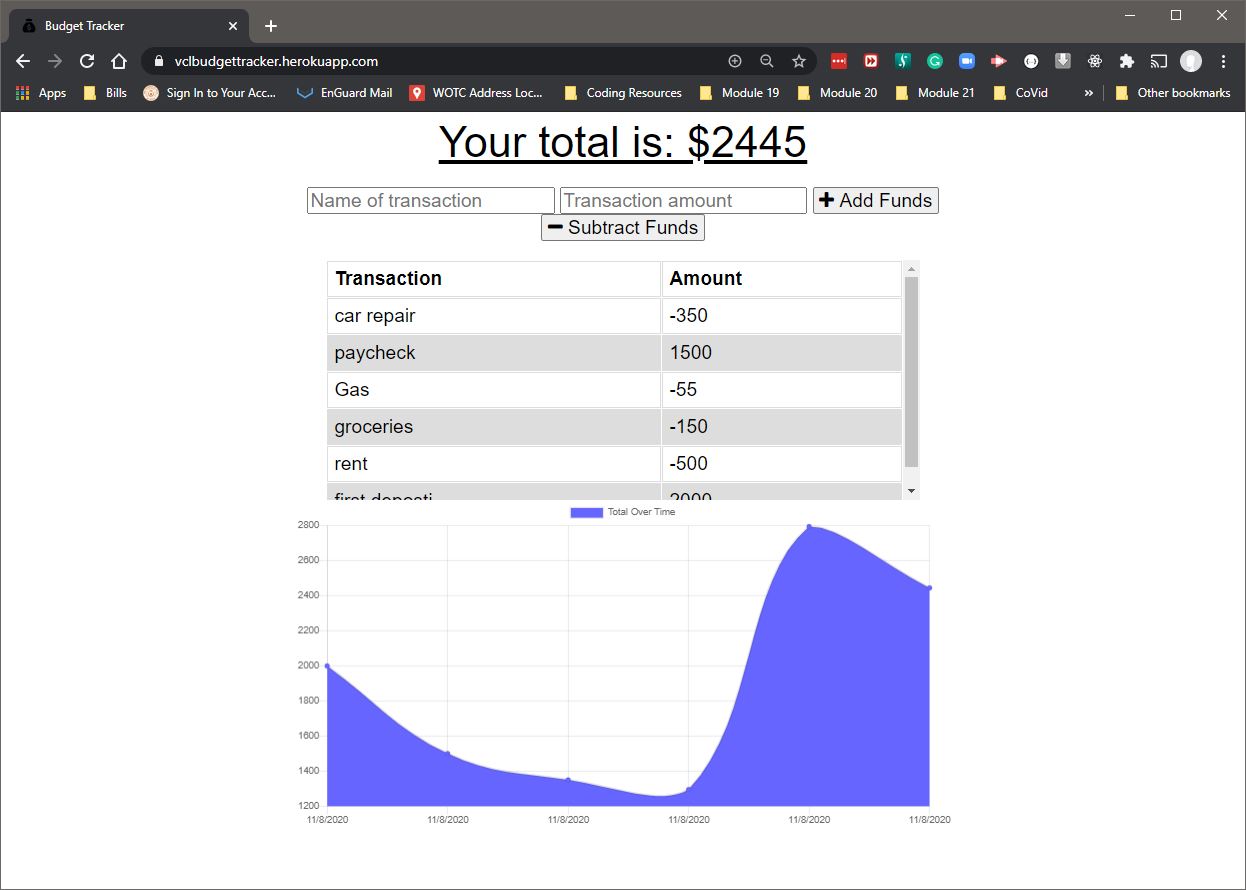 Budget Tracker
vclbudgettracker.herokuapp.com
Apps Bills Sign In to Your Acc... EnGuard Mail WOTC Address Loc... Coding Resources Module 19 Module 20 Module 21 CoVid » Other bookmarks
Your total is: $2445
Name of transaction Transaction amount Add Funds
Subtract Funds
Transaction Amount
car repair -350
paycheck 1500
Gas -55
groceries -150
rent -500
first depositi 2000
Total Over Time
2800
2600
2400
2200
2000
1800
1600
1400
1200
11/8/2020 11/8/2020 11/8/2020 11/8/2020 11/8/2020 11/8/2020